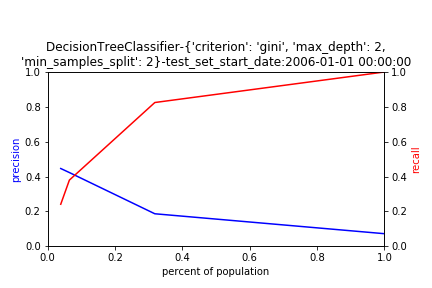 DecisionTreeClassifier-{'criterion': 'gini', 'max_depth': 2,
'min_samples_split': 2}-test_set_start_date:2006-01-01 00:00:00
1.0
0.8
0.6
0.4
0.2
0.0
precision
1.0
0.8
0.6
0.4
0.2
0.0
recall
0.0 0.2 0.4 0.6 0.8 1.0
percent of population